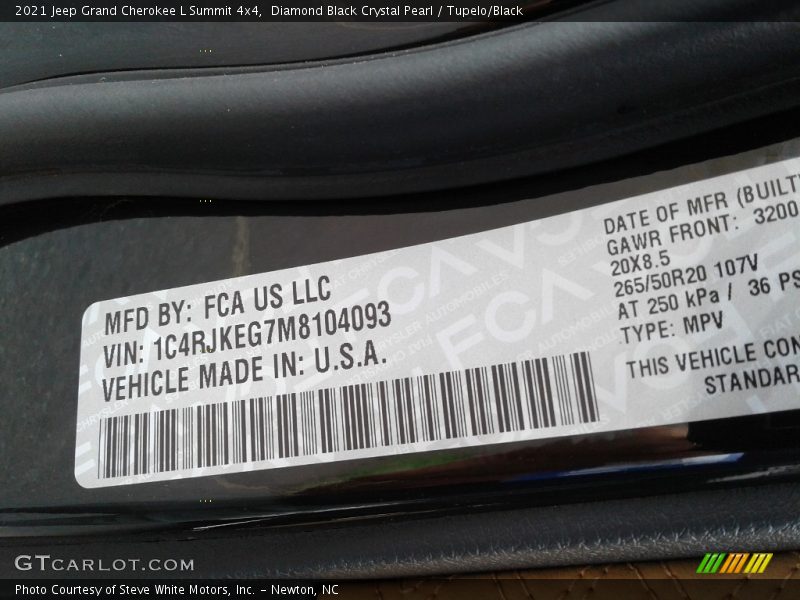 2021 Jeep Grand Cherokee L Summit 4x4,  Diamond Black Crystal Pearl / Tupelo/Black
MFD BY: FCA US LLC
VIN: 1C4RJKEG7M8104093
VEHICLE MADE IN: U.S.A.
DATE OF MFR (BUILT
GAWR FRONT: 3200
20X8.5
265/50R20 107V
AT 250 kPa / 36 PS
TYPE: MPV
THIS VEHICLE CON
STANDAR
GTCARLOT.COM
Photo Courtesy of Steve White Motors, Inc. – Newton, NC